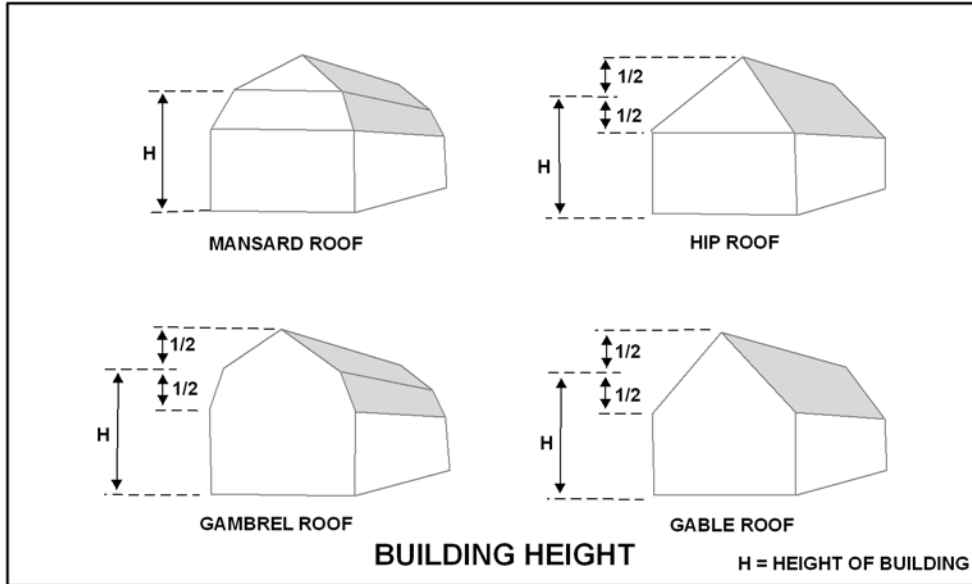 1/2
1/2
H
H
MANSARD ROOF
HIP ROOF
1/2
1/2
1/2
1/2
H
H
GAMBREL ROOF
GABLE ROOF
BUILDING HEIGHT
H = HEIGHT OF BUILDING